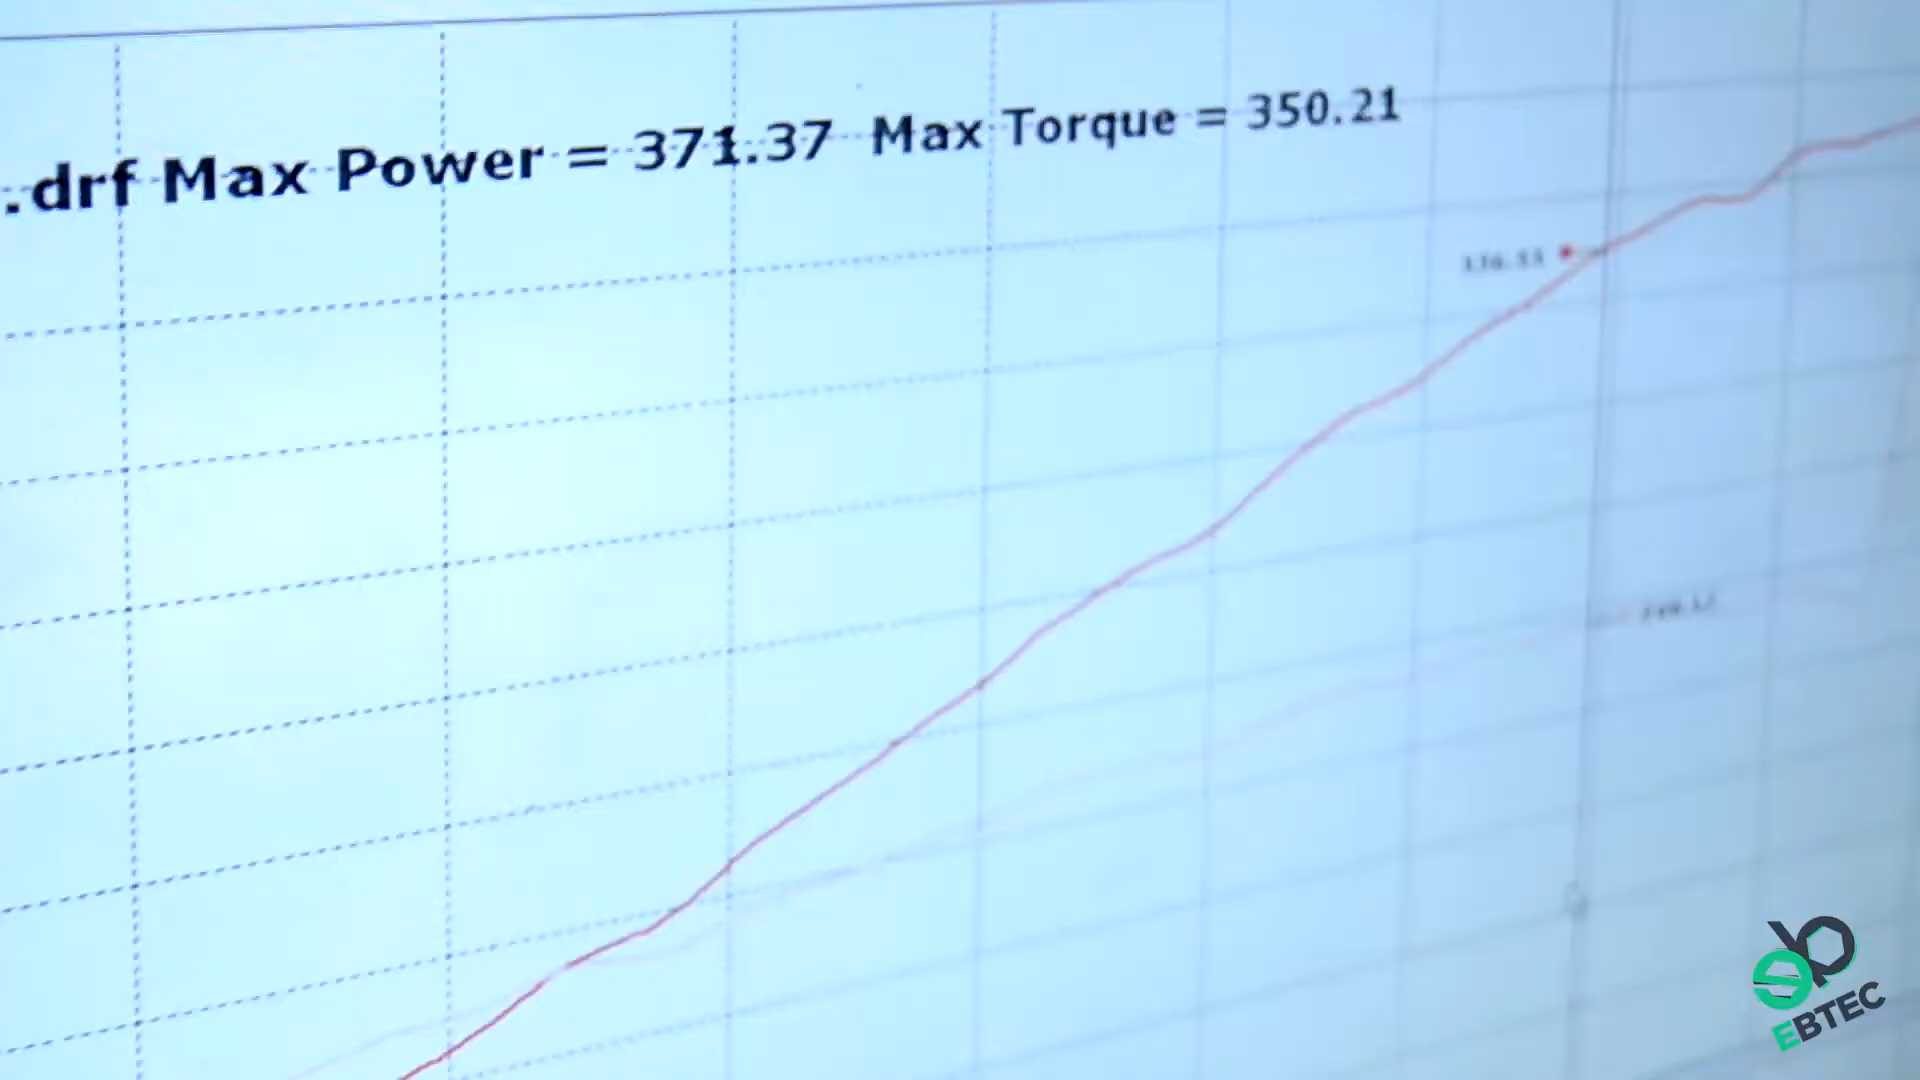 .drf Max Power = 371.37 Max Torque = 350.21
EBTEC